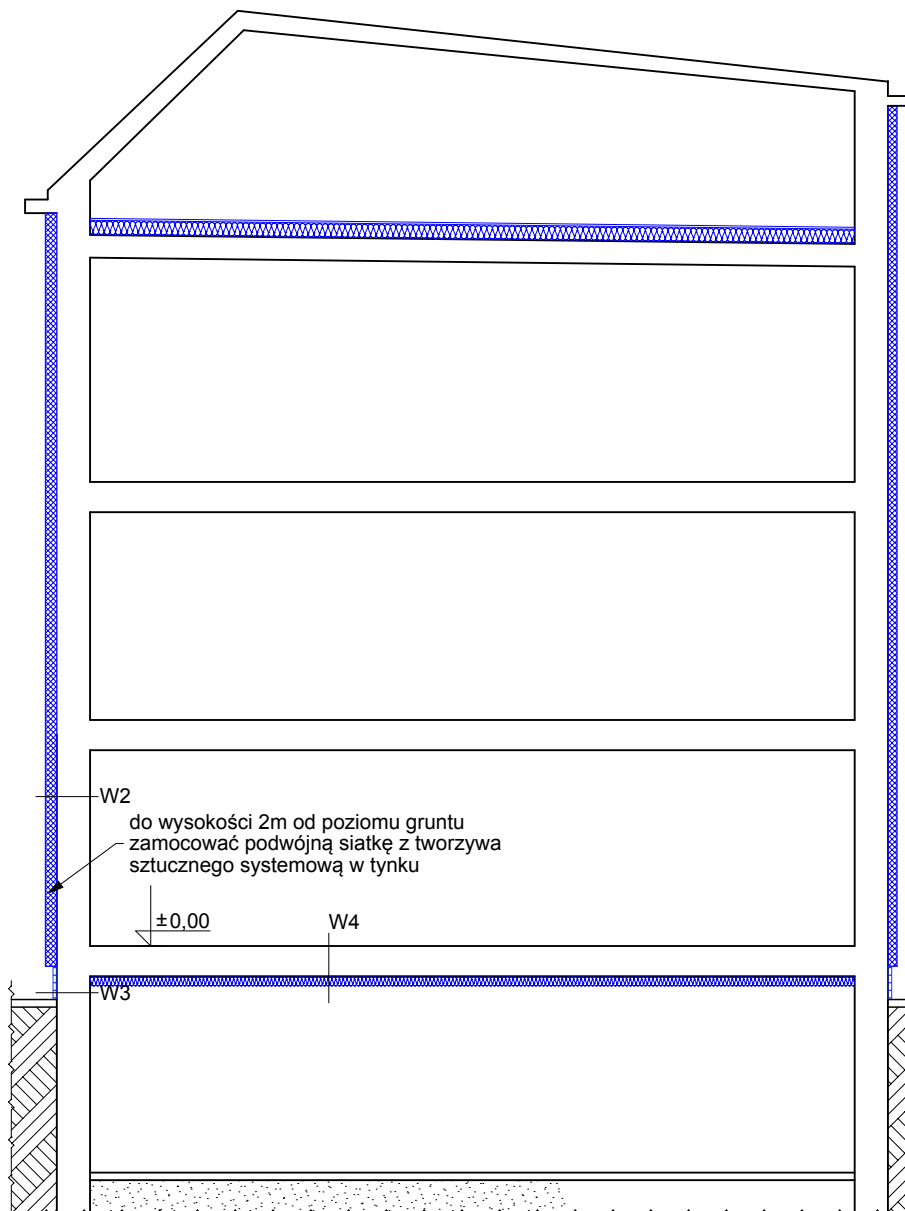 W2
do wysokości 2m od poziomu gruntu
zamocować podwójną siatkę z tworzywa
sztucznego systemową w tynku
±0,00
W4
W3